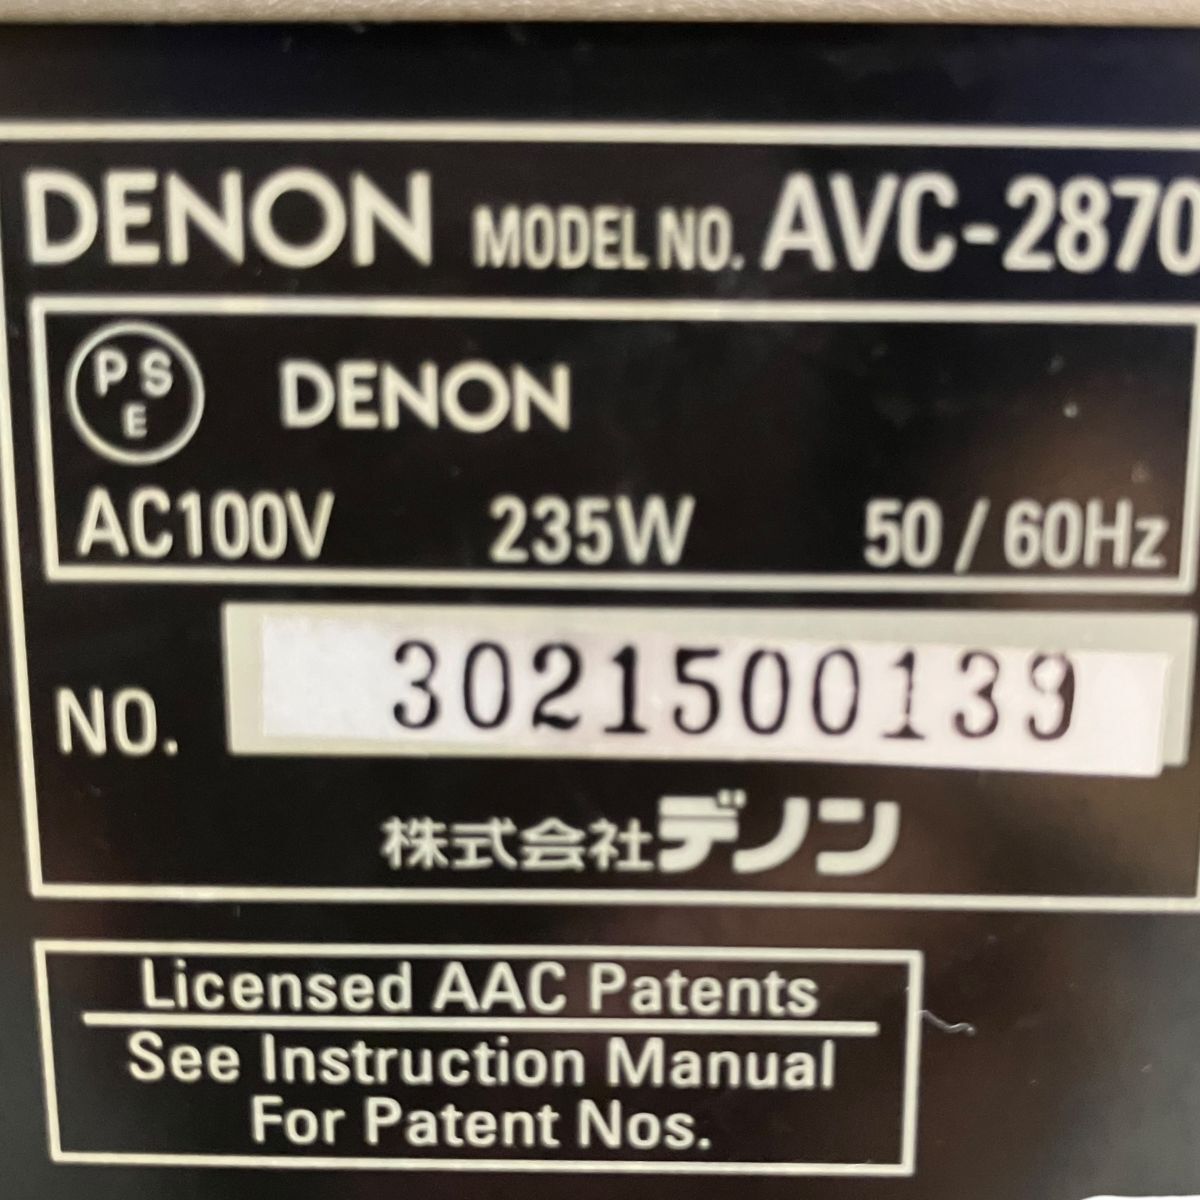 DENON MODEL NO. AVC-2870
PSE DENON
AC100V 235W 50 / 60Hz
NO. 3021500139
株式会社デノン
Licensed AAC Patents
See Instruction Manual
For Patent Nos.